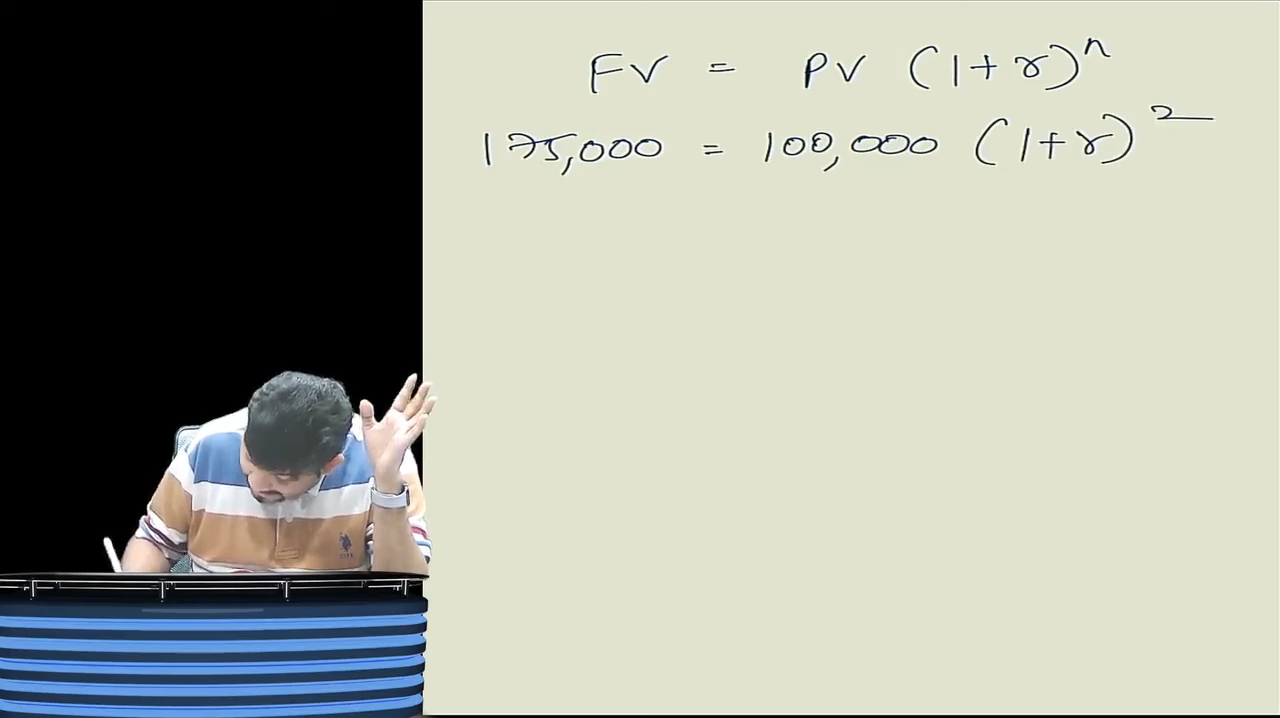 FV = PV (1+r)^n
175,000 = 100,000 (1+r)^2